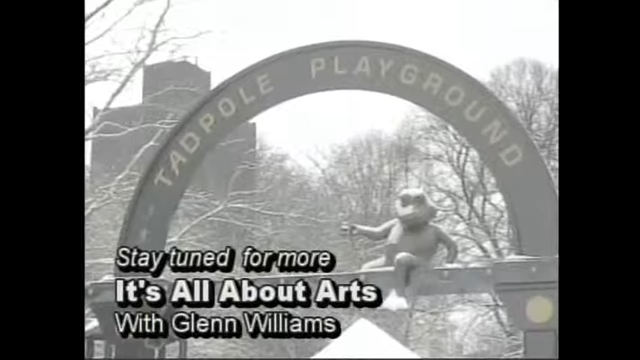 TADPOLE PLAYGROUND
Stay tuned for more
It's All About Arts
With Glenn Williams